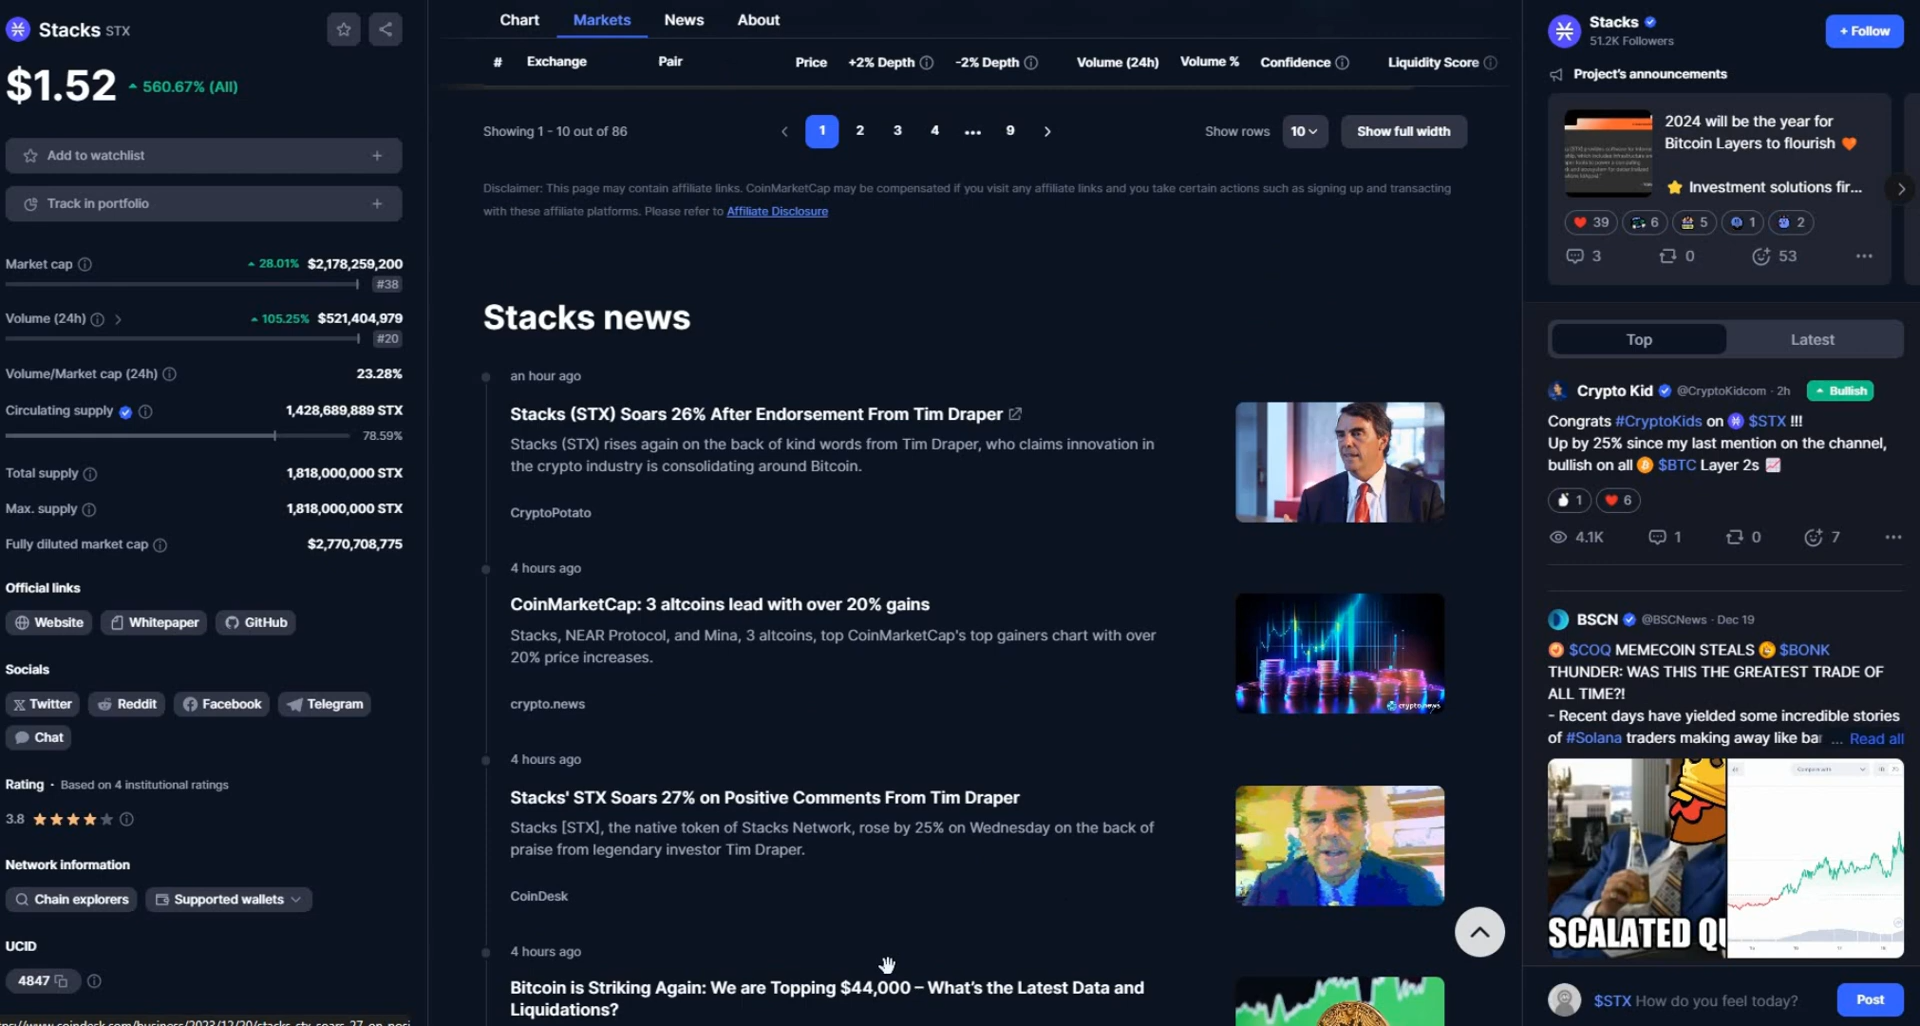 Stacks STX
$1.52 560.67% (All)
Add to watchlist
Track in portfolio
Market cap 28.01% $2,178,259,200
#38
Volume (24h) 105.25% $521,404,979
#20
Volume/Market cap (24h) 23.28%
Circulating supply 1,428,689,889 STX
78.59%
Total supply 1,818,000,000 STX
Max. supply 1,818,000,000 STX
Fully diluted market cap $2,770,708,775
Official links
Website Whitepaper GitHub
Socials
Twitter Reddit Facebook Telegram
Chat
Rating · Based on 4 institutional ratings
3.8
Network information
Chain explorers Supported wallets
UCID
4847
Chart Markets News About
# Exchange Pair Price +2% Depth -2% Depth Volume (24h) Volume % Confidence Liquidity Score
Showing 1 - 10 out of 86 1 2 3 4 ... 9 Show rows 10 Show full width
Disclaimer: This page may contain affiliate links. CoinMarketCap may be compensated if you visit any affiliate links and you take certain actions such as signing up and transacting
with these affiliate platforms. Please refer to Affiliate Disclosure
Stacks news
an hour ago
Stacks (STX) Soars 26% After Endorsement From Tim Draper
Stacks (STX) rises again on the back of kind words from Tim Draper, who claims innovation in
the crypto industry is consolidating around Bitcoin.
CryptoPotato
4 hours ago
CoinMarketCap: 3 altcoins lead with over 20% gains
Stacks, NEAR Protocol, and Mina, 3 altcoins, top CoinMarketCap's top gainers chart with over
20% price increases.
crypto.news
crypto.news
4 hours ago
Stacks' STX Soars 27% on Positive Comments From Tim Draper
Stacks [STX], the native token of Stacks Network, rose by 25% on Wednesday on the back of
praise from legendary investor Tim Draper.
CoinDesk
4 hours ago
Bitcoin is Striking Again: We are Topping $44,000 – What's the Latest Data and
Liquidations?
Stacks
51.2K Followers
+ Follow
Project's announcements
2024 will be the year for
Bitcoin Layers to flourish 🧡
⭐ Investment solutions fir...
39 6 5 1 2
3 0 53
Top Latest
Crypto Kid @CryptoKidcom · 2h Bullish
Congrats #CryptoKids on $STX !!!
Up by 25% since my last mention on the channel,
bullish on all $BTC Layer 2s 📈
1 6
4.1K 1 0 7
BSCN @BSCNews · Dec 19
$COQ MEMECOIN STEALS $BONK
THUNDER: WAS THIS THE GREATEST TRADE OF
ALL TIME?!
- Recent days have yielded some incredible stories
of #Solana traders making away like ba ... Read all
SCALATED
$STX How do you feel today? Post